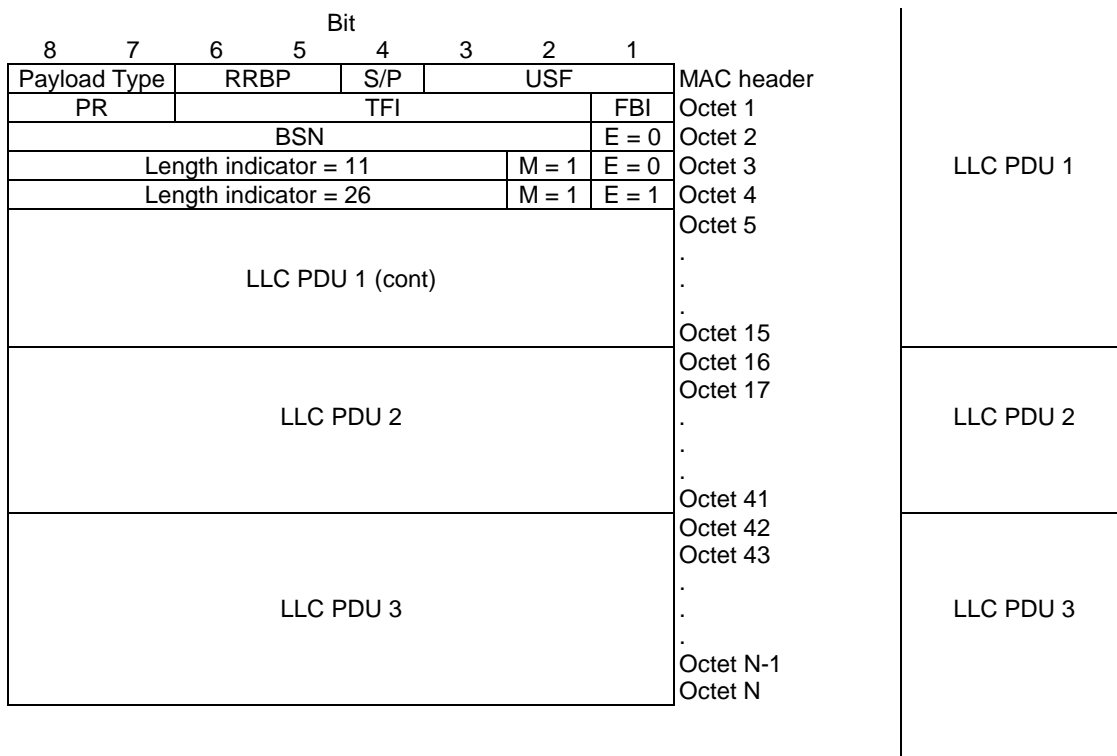 Bit
8 7 6 5 4 3 2 1
Payload Type RRBP S/P USF MAC header
PR TFI FBI Octet 1
BSN E = 0 Octet 2
Length indicator = 11 M = 1 E = 0 Octet 3 LLC PDU 1
Length indicator = 26 M = 1 E = 1 Octet 4
Octet 5
.
LLC PDU 1 (cont) .
.
Octet 15
Octet 16
Octet 17
LLC PDU 2 . LLC PDU 2
.
.
Octet 41
Octet 42
Octet 43
.
LLC PDU 3 . LLC PDU 3
.
Octet N-1
Octet N